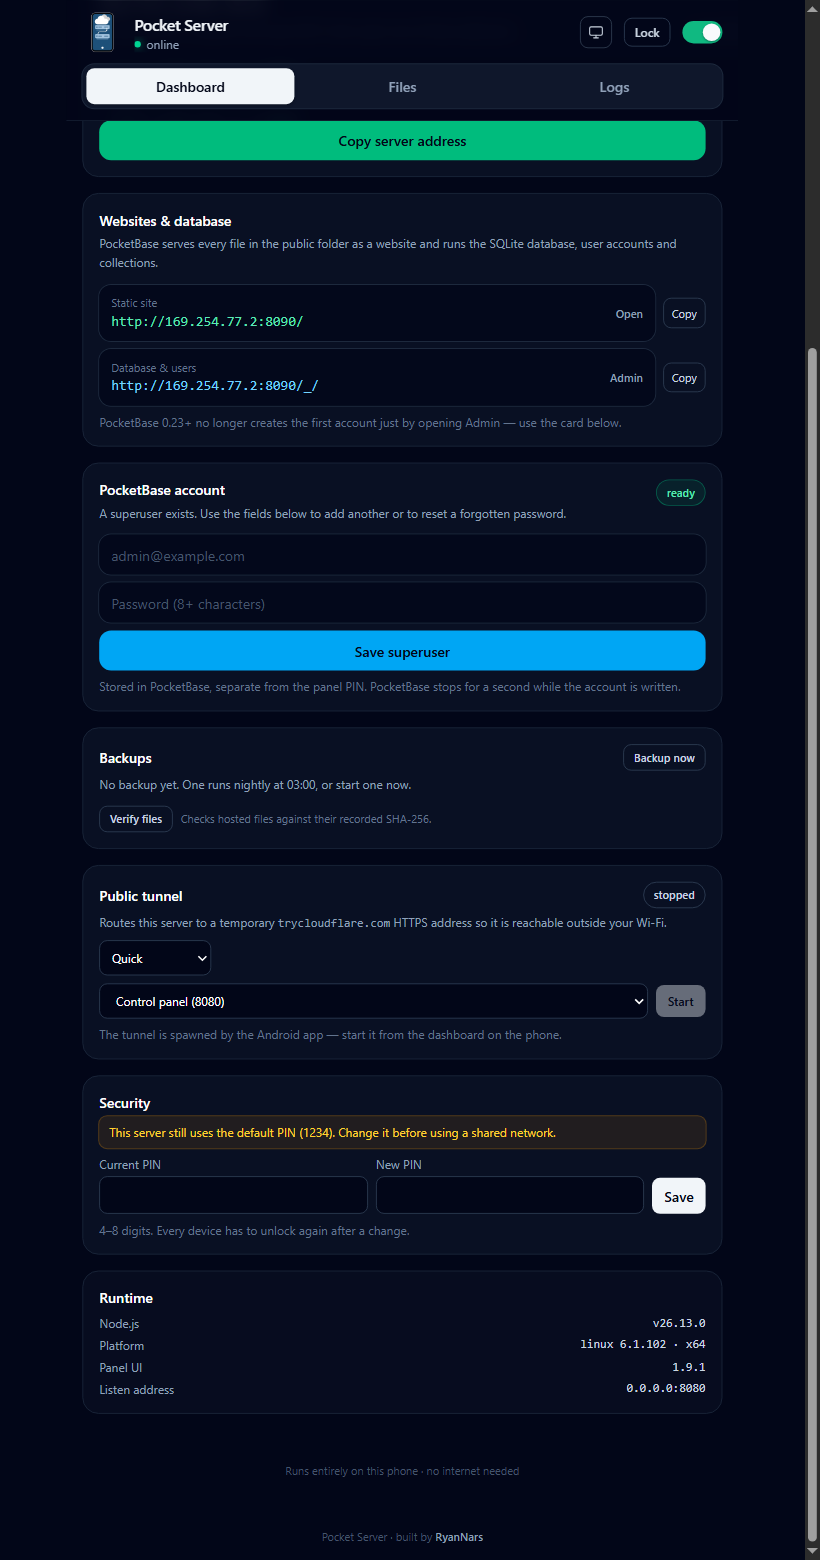 Pocket Server
online
Lock
Dashboard
Files
Logs
Copy server address
Websites & database
PocketBase serves every file in the public folder as a website and runs the SQLite database, user accounts and
collections.
Static site
http://169.254.77.2:8090/
Open
Copy
Database & users
http://169.254.77.2:8090/_/
Admin
Copy
PocketBase 0.23+ no longer creates the first account just by opening Admin — use the card below.
PocketBase account
ready
A superuser exists. Use the fields below to add another or to reset a forgotten password.
admin@example.com
Password (8+ characters)
Save superuser
Stored in PocketBase, separate from the panel PIN. PocketBase stops for a second while the account is written.
Backups
Backup now
No backup yet. One runs nightly at 03:00, or start one now.
Verify files
Checks hosted files against their recorded SHA-256.
Public tunnel
stopped
Routes this server to a temporary trycloudflare.com HTTPS address so it is reachable outside your Wi-Fi.
Quick
Control panel (8080)
Start
The tunnel is spawned by the Android app — start it from the dashboard on the phone.
Security
This server still uses the default PIN (1234). Change it before using a shared network.
Current PIN
New PIN
Save
4–8 digits. Every device has to unlock again after a change.
Runtime
Node.js
v26.13.0
Platform
linux 6.1.102 · x64
Panel UI
1.9.1
Listen address
0.0.0.0:8080
Runs entirely on this phone · no internet needed
Pocket Server · built by RyanNars